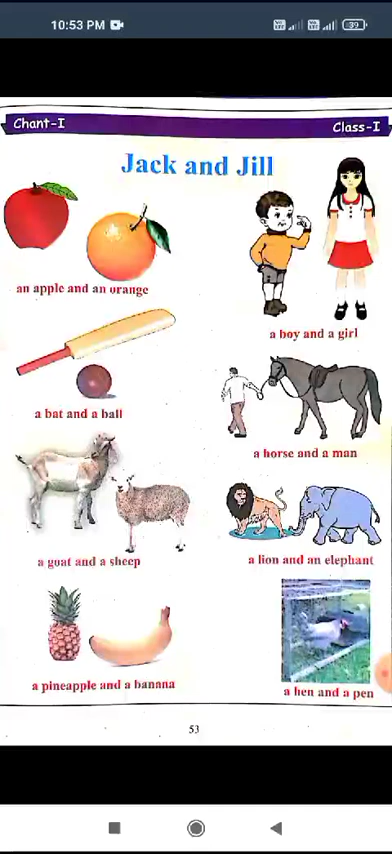 10:53 PM
39
Chant-I
Class-I
Jack and Jill
an apple and an orange
a boy and a girl
a bat and a ball
a horse and a man
a goat and a sheep
a lion and an elephant
a pineapple and a banana
a hen and a pen
53